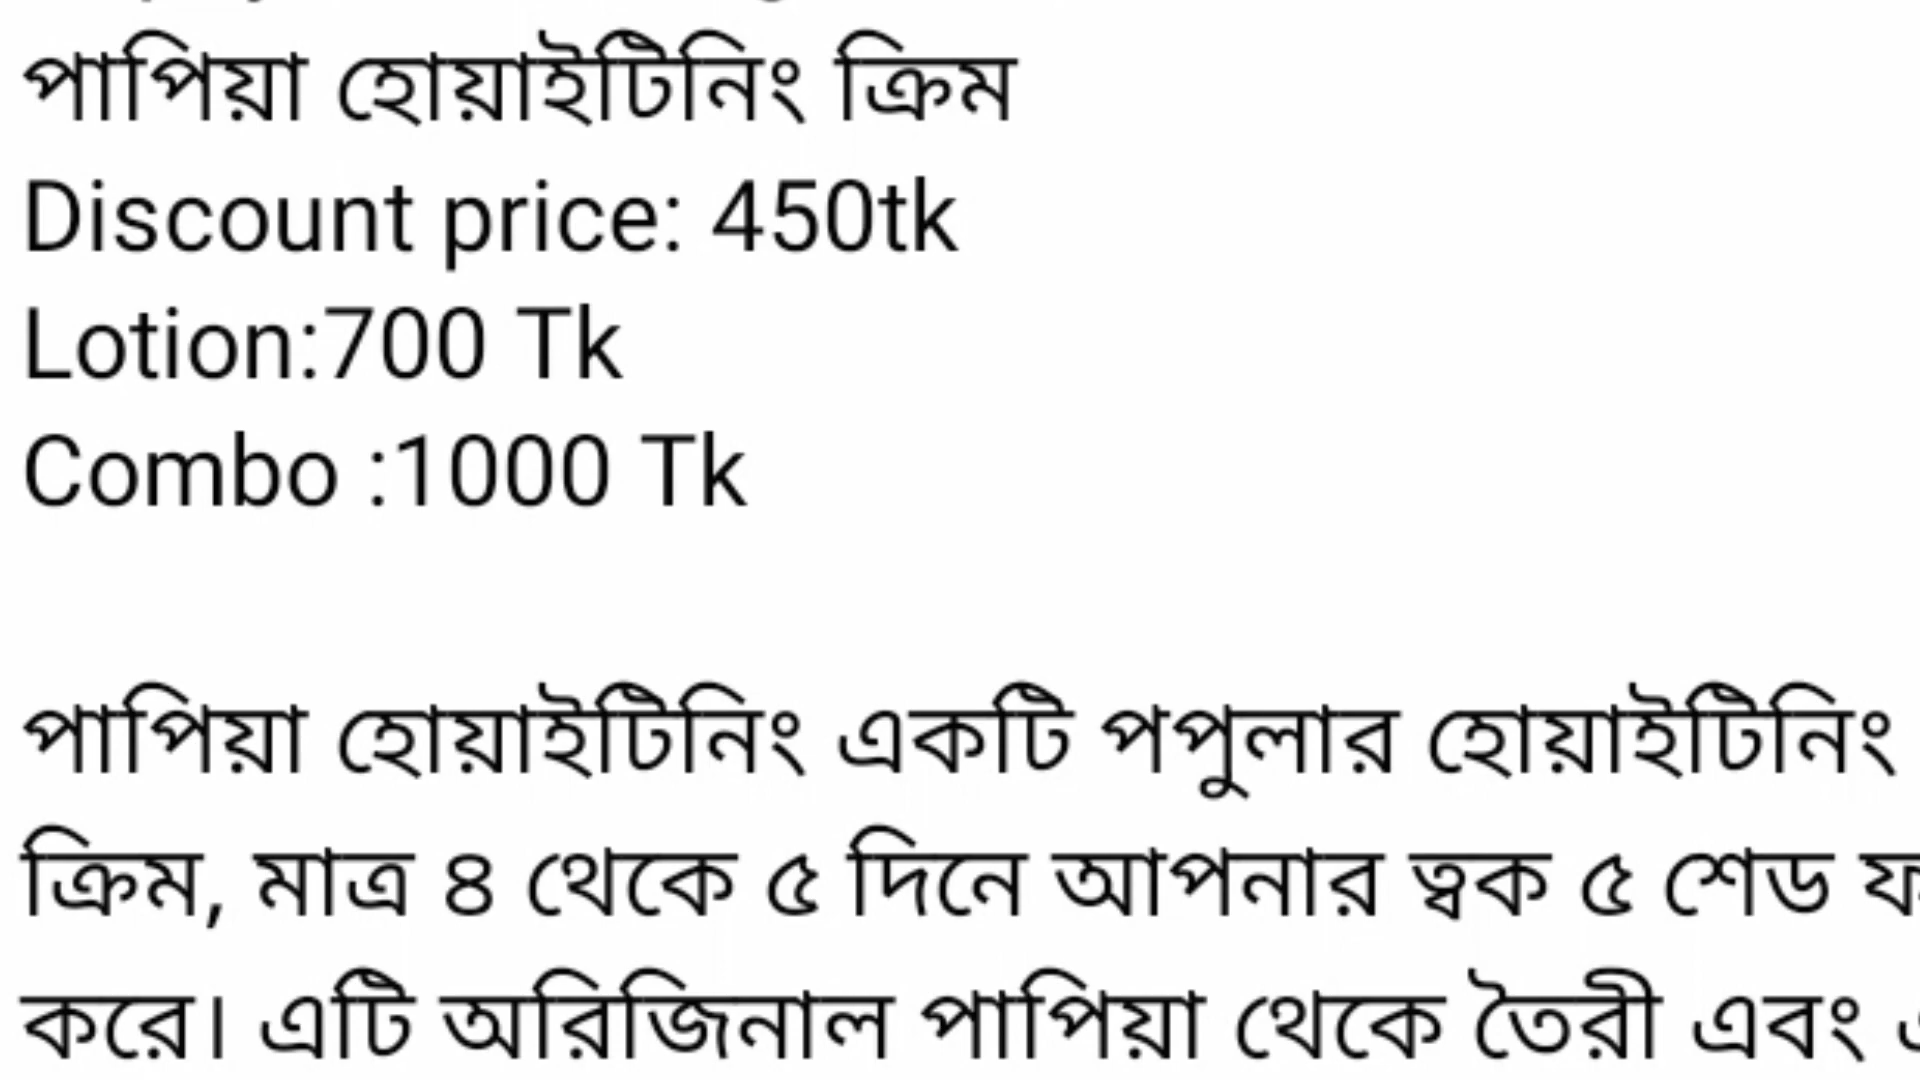 পাপিয়া হোয়াইটিনিং ক্রিম
Discount price: 450tk
Lotion:700 Tk
Combo :1000 Tk
পাপিয়া হোয়াইটিনিং একটি পপুলার হোয়াইটিনিং
ক্রিম, মাত্র ৪ থেকে ৫ দিনে আপনার ত্বক ৫ শেড
করে। এটি অরিজিনাল পাপিয়া থেকে তৈরী এবং